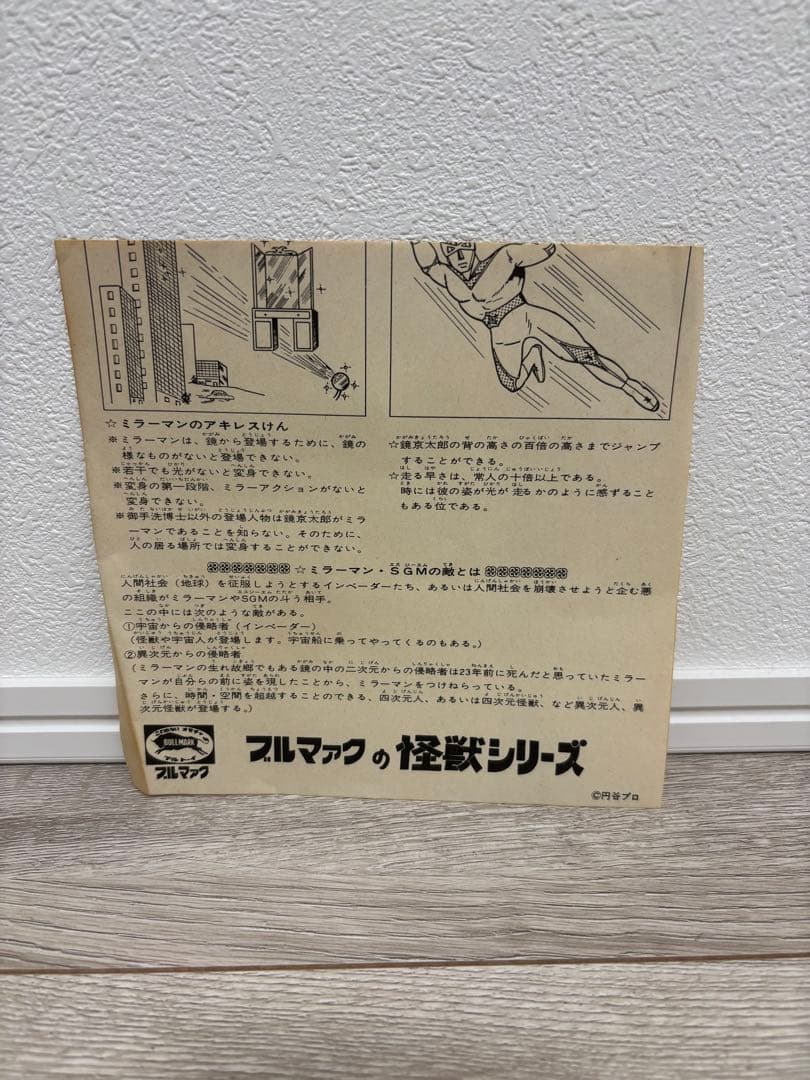 ☆ミラーマンのアキレスけん
※ミラーマンは、鏡から登場するために、鏡の
様なものがないと登場できない。
※若干でも光がないと変身できない。
※変身の第一段階、ミラーアクションがないと
変身できない。
※御手洗博士以外の登場人物は鏡京太郎がミラ
ーマンであることを知らない。そのために、
人の居る場所では変身することができない。
☆鏡京太郎の背の高さの百倍の高さまでジャンプ
することができる。
☆走る早さは、常人の十倍以上である。
時には彼の姿が光が走るかのように感ずること
もある位である。
☆ミラーマン・SGMの敵とは
人間社会（地球）を征服しようとするインベーダーたち、あるいは人間社会を崩壊させようと企む悪
の組織がミラーマンやSGMの斗う相手。
ここの中には次のような敵がある。
①宇宙からの侵略者（インベーダー）
（怪獣や宇宙人が登場します。宇宙船に乗ってやってくるのもある。）
②異次元からの侵略者
（ミラーマンの生れ故郷でもある鏡の中の二次元からの侵略者は23年前に死んだと思っていたミラー
マンが自分らの前に姿を現したことから、ミラーマンをつけねらっている。
さらに、時間・空間を超越することのできる、四次元人、あるいは四次元怪獣、など異次元人、異
次元怪獣が登場する。）
BULLMARK
ブルトーイ
ブルマァク
ブルマァクの怪獣シリーズ
©円谷プロ